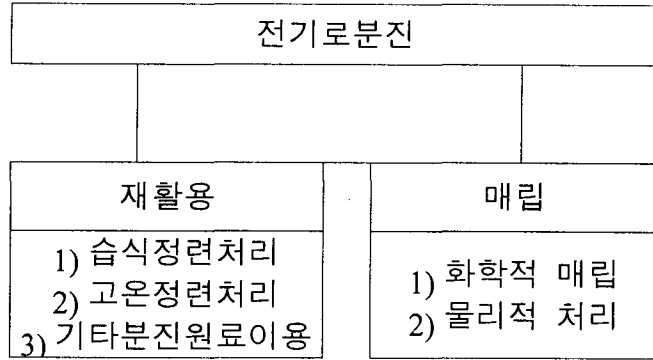 전기로분진
재활용
1) 습식정련처리
2) 고온정련처리
3) 기타분진원료이용
매립
1) 화학적 매립
2) 물리적 처리